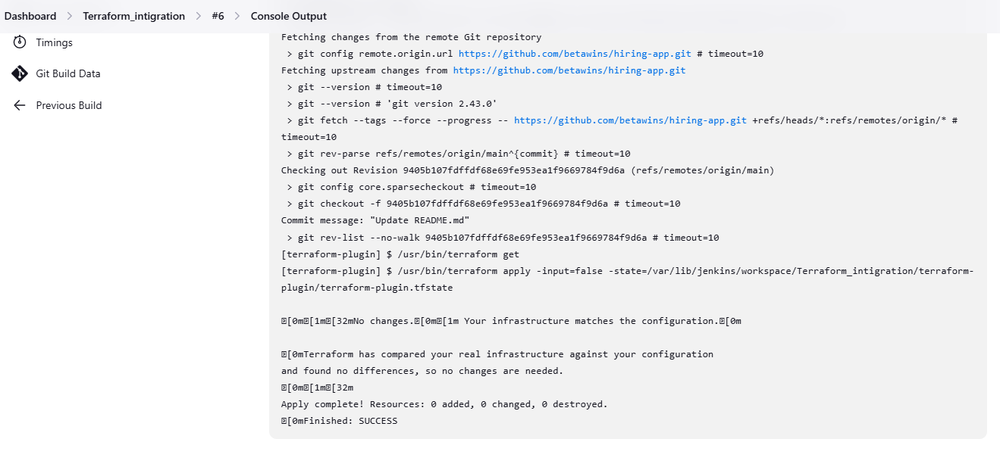 Dashboard > Terraform_intigration > #6 > Console Output
Timings
Git Build Data
Previous Build
Fetching changes from the remote Git repository
> git config remote.origin.url https://github.com/betawins/hiring-app.git # timeout=10
Fetching upstream changes from https://github.com/betawins/hiring-app.git
> git --version # timeout=10
> git --version # 'git version 2.43.0'
> git fetch --tags --force --progress -- https://github.com/betawins/hiring-app.git +refs/heads/*:refs/remotes/origin/* #
timeout=10
> git rev-parse refs/remotes/origin/main^{commit} # timeout=10
Checking out Revision 9405b107fdffdf68e69fe953ea1f9669784f9d6a (refs/remotes/origin/main)
> git config core.sparsecheckout # timeout=10
> git checkout -f 9405b107fdffdf68e69fe953ea1f9669784f9d6a # timeout=10
Commit message: "Update README.md"
> git rev-list --no-walk 9405b107fdffdf68e69fe953ea1f9669784f9d6a # timeout=10
[terraform-plugin] $ /usr/bin/terraform get
[terraform-plugin] $ /usr/bin/terraform apply -input=false -state=/var/lib/jenkins/workspace/Terraform_intigration/terraform-
plugin/terraform-plugin.tfstate
␛[0m␛[1m␛[32mNo changes.␛[0m␛[1m Your infrastructure matches the configuration.␛[0m
␛[0mTerraform has compared your real infrastructure against your configuration
and found no differences, so no changes are needed.
␛[0m␛[1m␛[32m
Apply complete! Resources: 0 added, 0 changed, 0 destroyed.
␛[0mFinished: SUCCESS